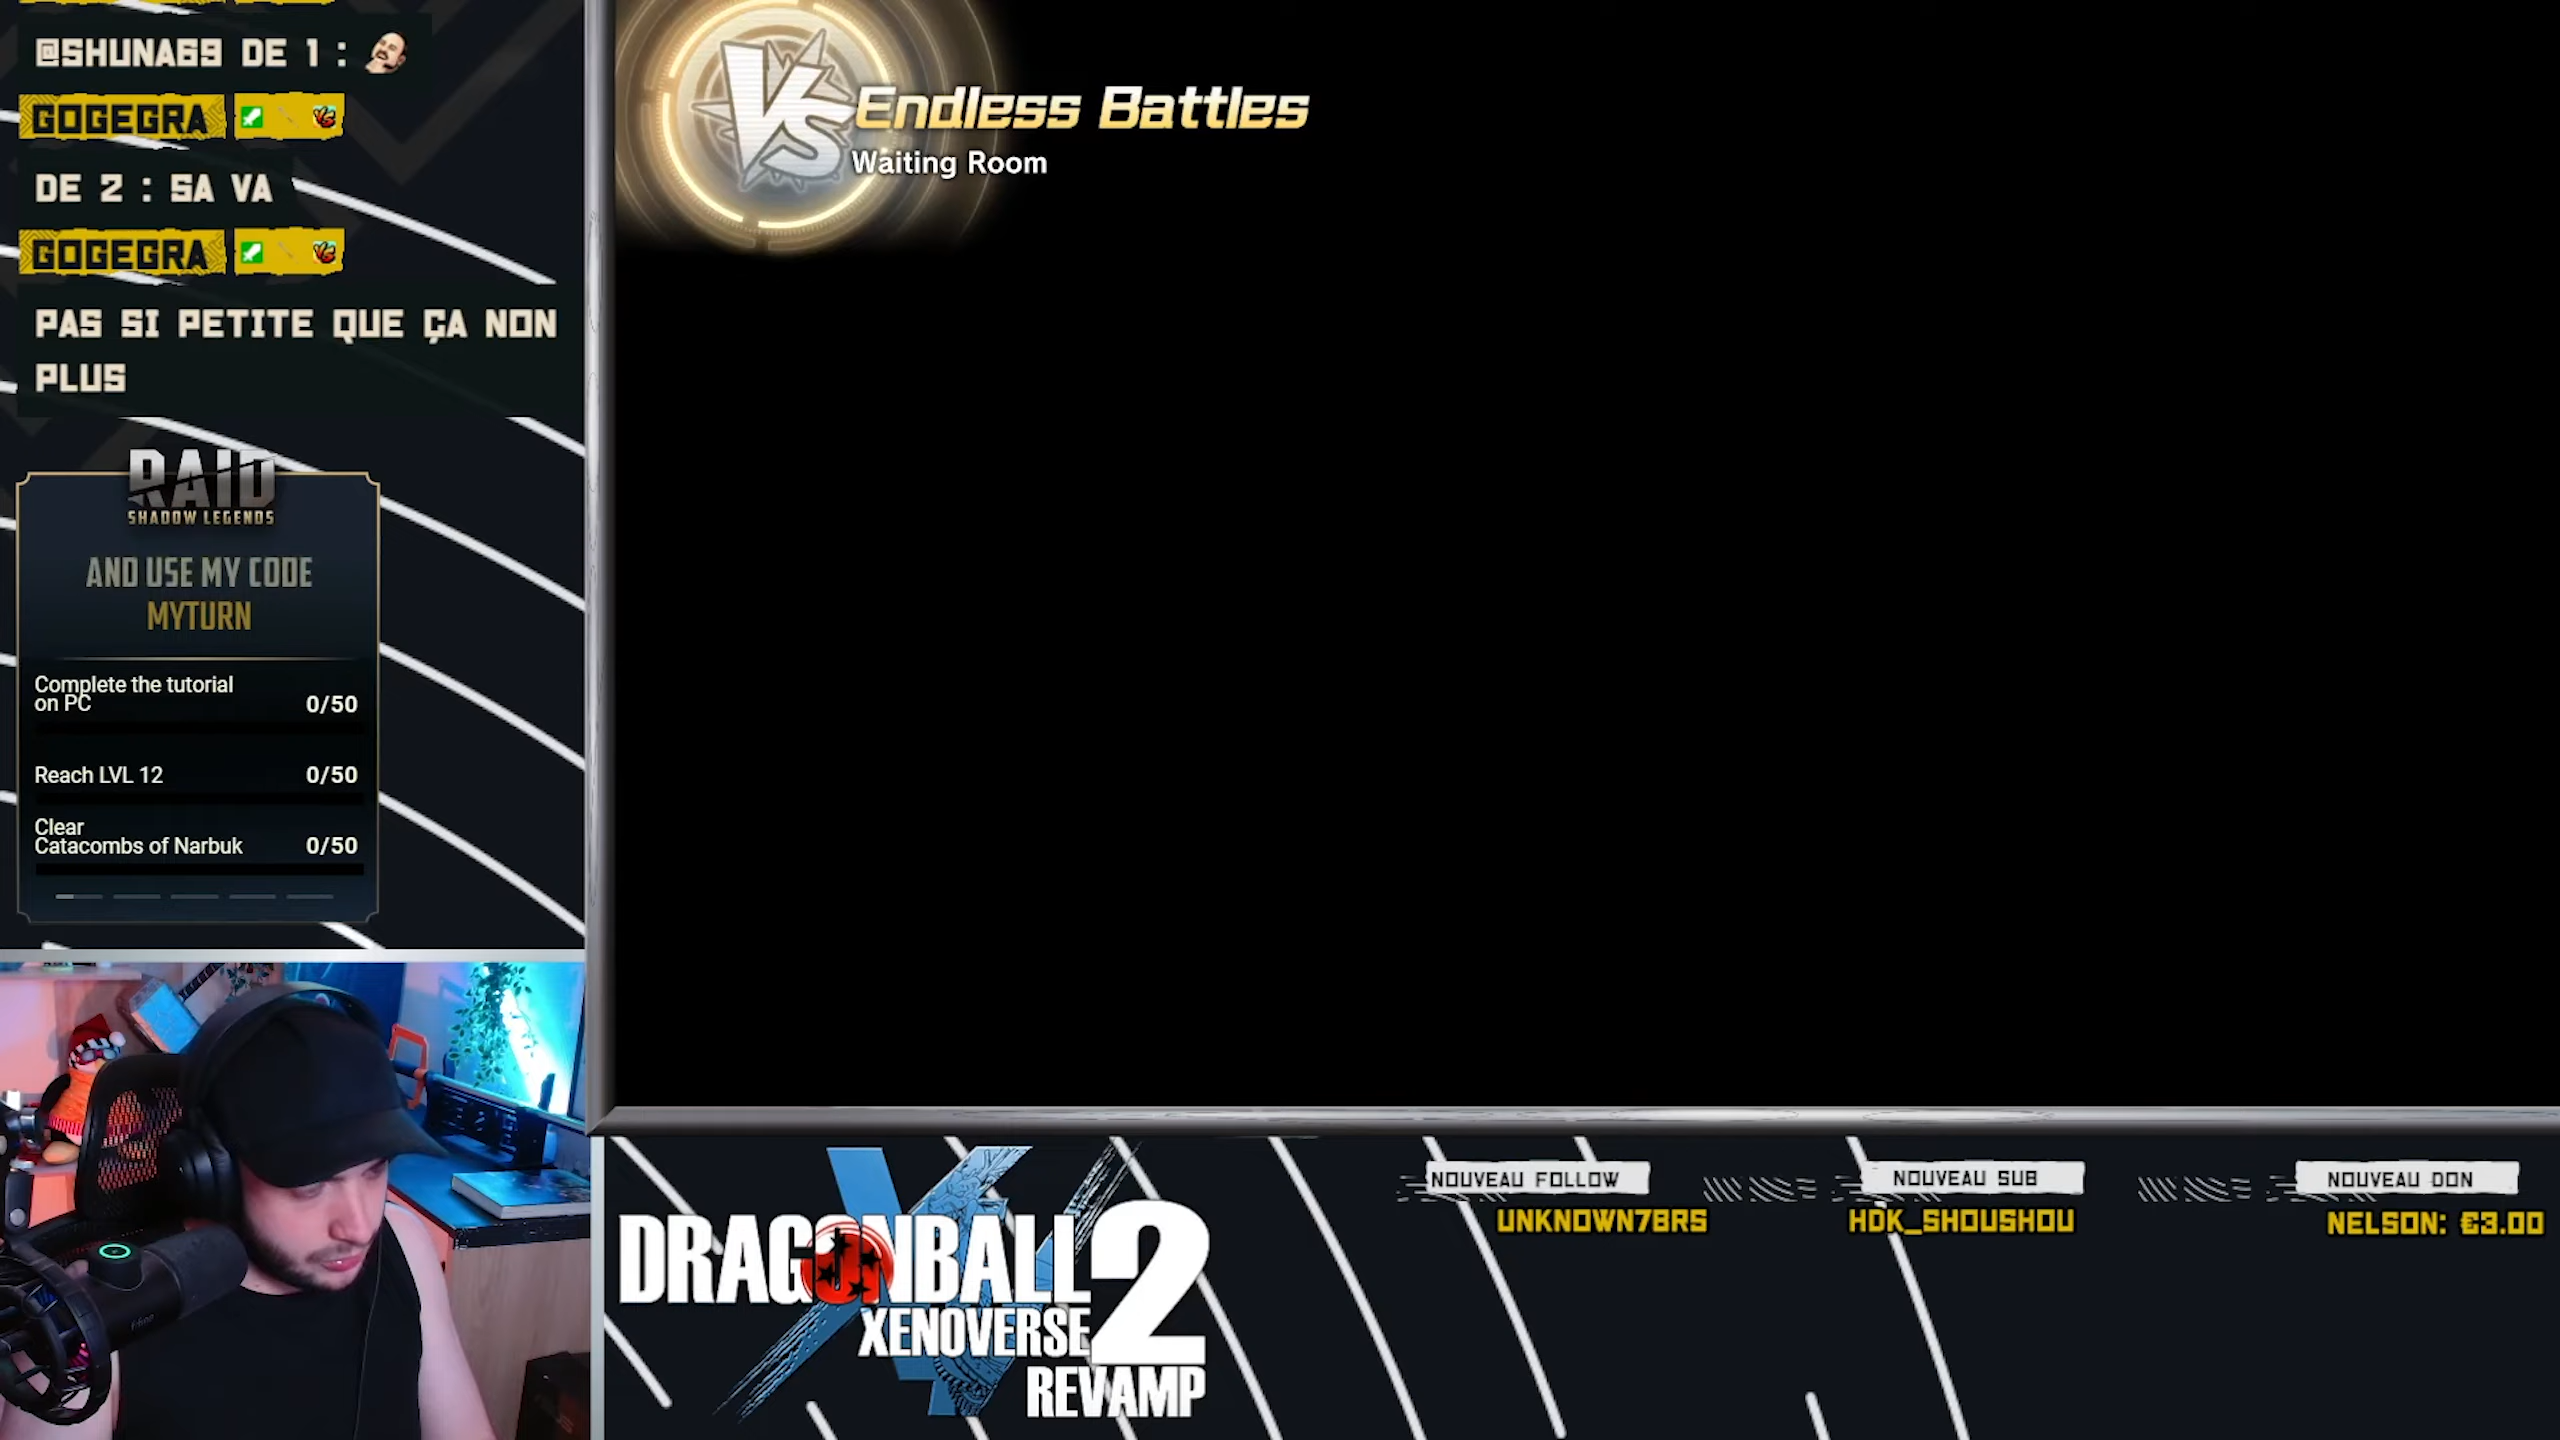 @SHUNA69 DE 1 :
GOGEGRA
DE 2 : SA VA
GOGEGRA
PAS SI PETITE QUE ÇA NON
PLUS
RAID
SHADOW LEGENDS
AND USE MY CODE
MYTURN
Complete the tutorial
on PC
0/50
Reach LVL 12
0/50
Clear
Catacombs of Narbuk
0/50
VS
Endless Battles
Waiting Room
DRAGONBALL
XENOVERSE 2
REVAMP
NOUVEAU FOLLOW
UNKNOWN78RS
NOUVEAU SUB
HDK_SHOUSHOU
NOUVEAU DON
NELSON: €3.00